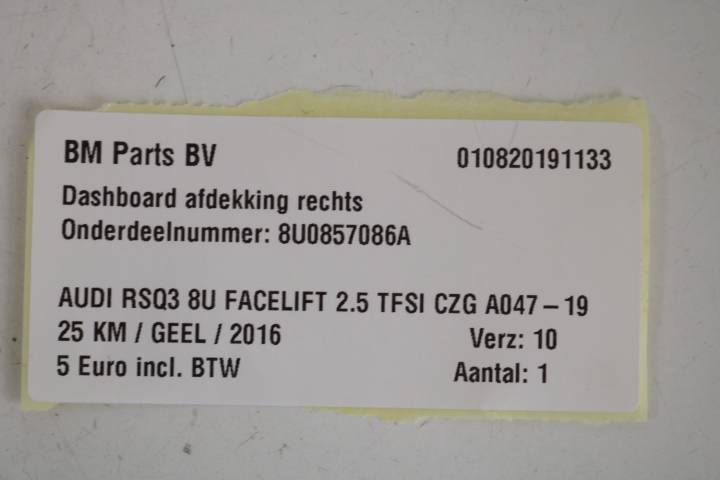 BM Parts BV 010820191133
Dashboard afdekking rechts
Onderdeelnummer: 8U0857086A
AUDI RSQ3 8U FACELIFT 2.5 TFSI CZG A047-19
25 KM / GEEL / 2016 Verz: 10
5 Euro incl. BTW Aantal: 1